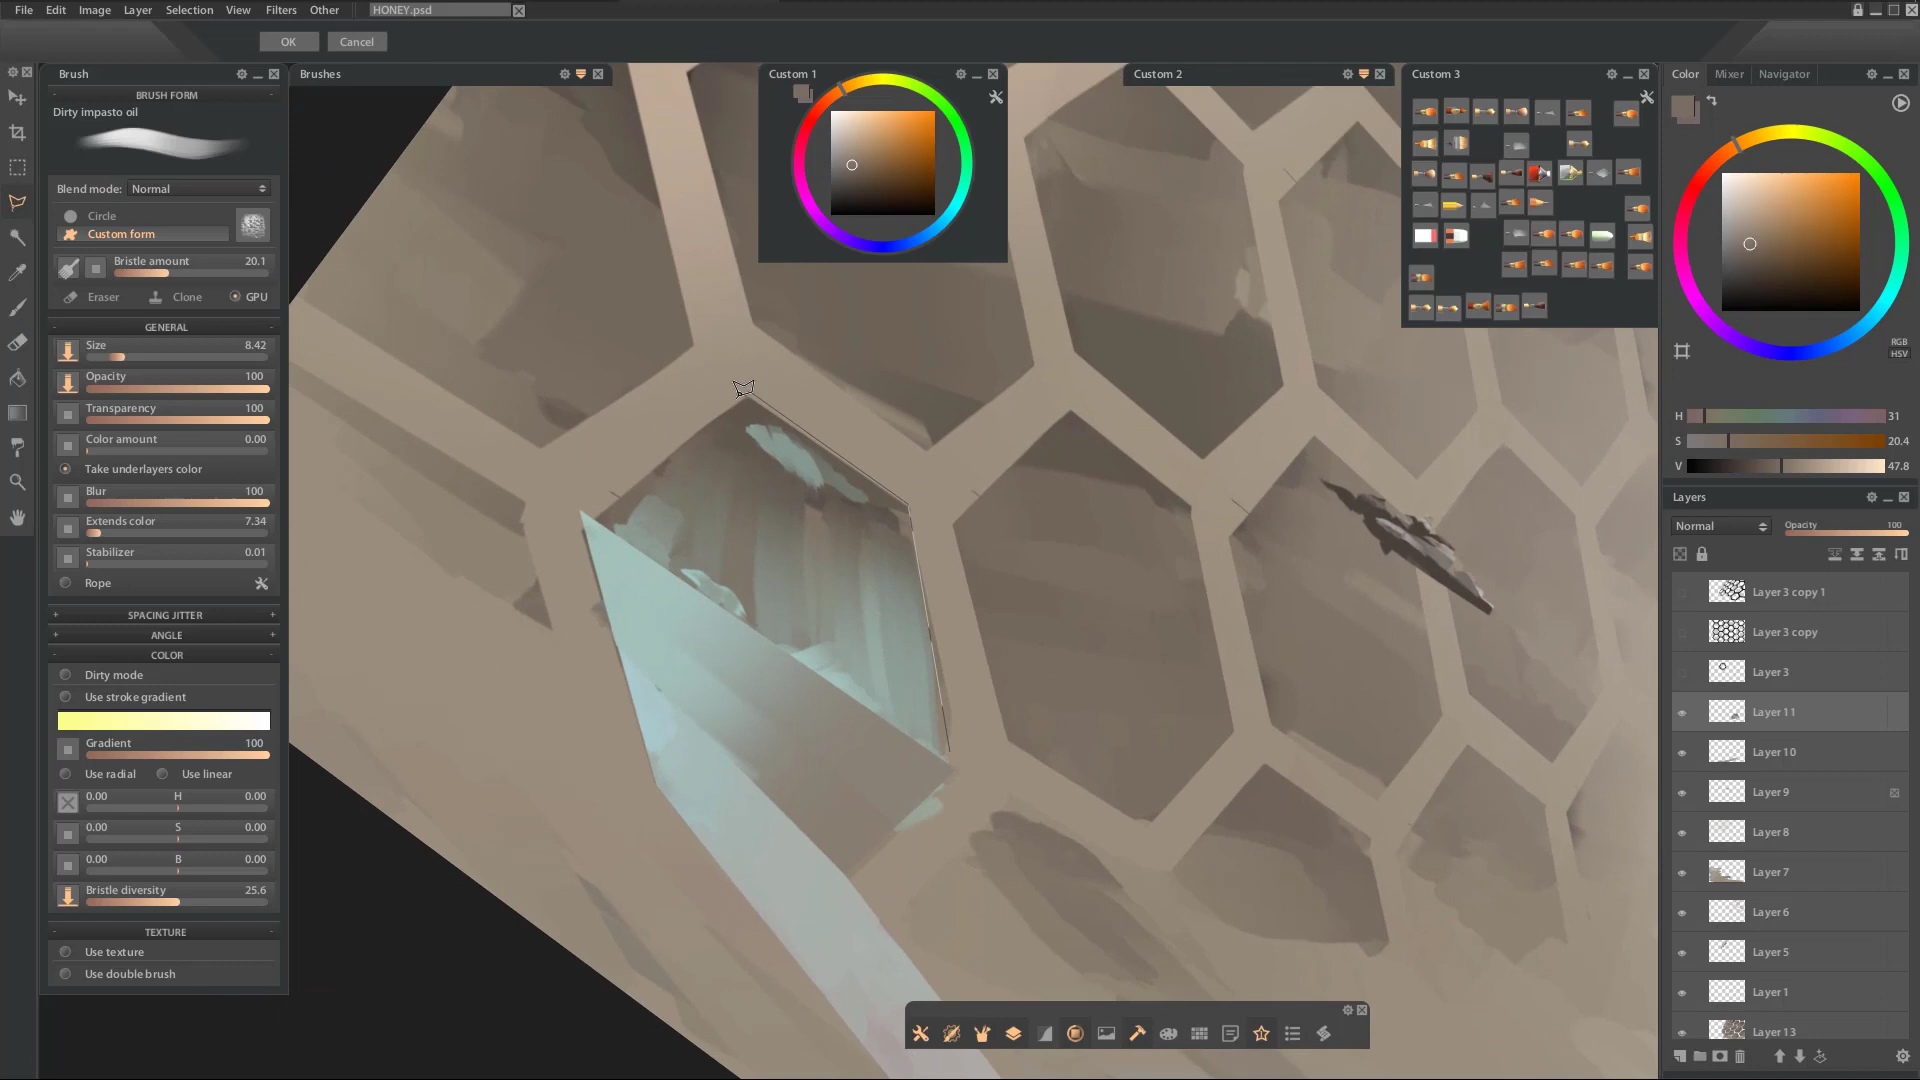 File Edit Image Layer Selection View Filters Other HONEY.psd
OK Cancel
Brush
BRUSH FORM
Dirty impasto oil
Blend mode: Normal
Circle
Custom form
Bristle amount 20.1
Eraser Clone GPU
GENERAL
Size 8.42
Opacity 100
Transparency 100
Color amount 0.00
Take underlayers color
Blur 100
Extends color 7.34
Stabilizer 0.01
Rope
SPACING JITTER
ANGLE
COLOR
Dirty mode
Use stroke gradient
Gradient 100
Use radial Use linear
0.00 H 0.00
0.00 S 0.00
0.00 B 0.00
Bristle diversity 25.6
TEXTURE
Use texture
Use double brush
Brushes
Custom 1
Custom 2
Custom 3
Color Mixer Navigator
RGB
HSV
H 31
S 20.4
V 47.8
Layers
Normal Opacity 100
Layer 3 copy 1
Layer 3 copy
Layer 3
Layer 11
Layer 10
Layer 9
Layer 8
Layer 7
Layer 6
Layer 5
Layer 1
Layer 13